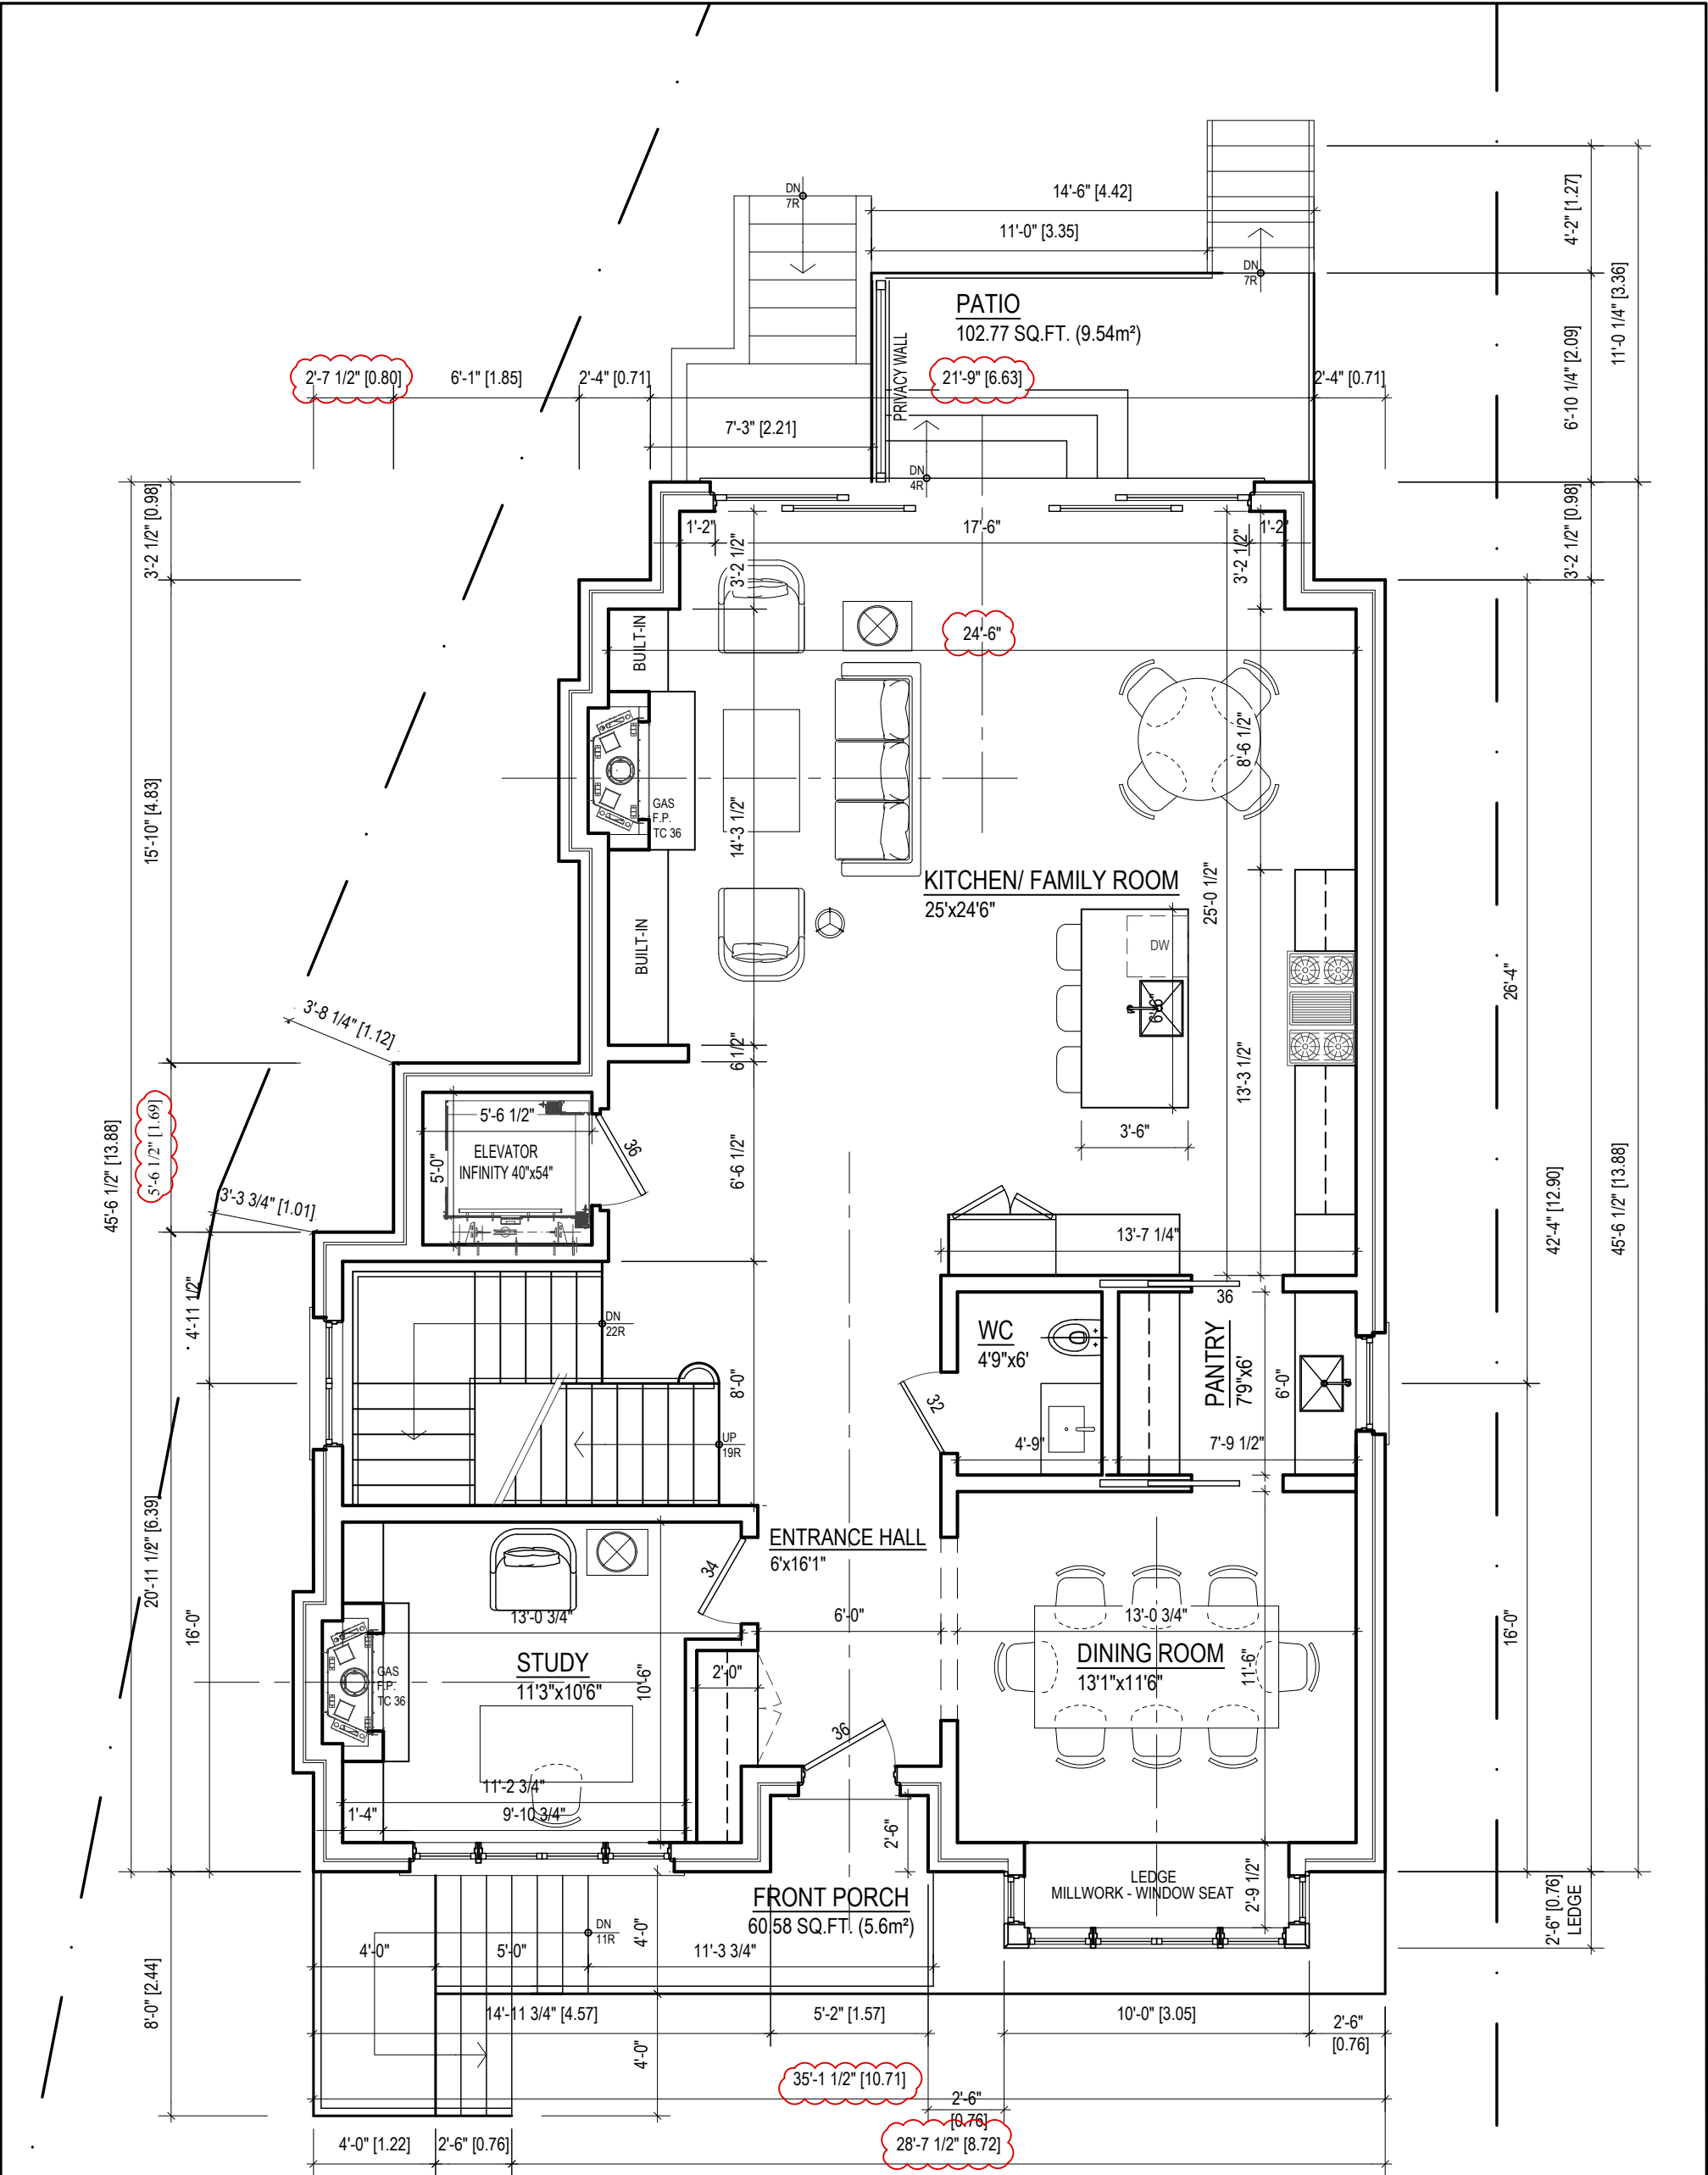 DN
7R
14'-6" [4.42]
11'-0" [3.35]
DN
7R
4'-2" [1.27]
11'-0 1/4" [3.36]
PATIO
102.77 SQ.FT. (9.54m²)
PRIVACY WALL
6'-10 1/4" [2.09]
2'-7 1/2" [0.80]
6'-1" [1.85]
2'-4" [0.71]
21'-9" [6.63]
2'-4" [0.71]
7'-3" [2.21]
DN
4R
3'-2 1/2" [0.98]
3'-2 1/2" [0.98]
1'-2"
17'-6"
1'-2"
3'-2 1/2"
3'-2 1/2"
24'-6"
BUILT-IN
8'-6 1/2"
15'-10" [4.83]
GAS
F.P.
TC 36
14'-3 1/2"
KITCHEN/ FAMILY ROOM
25'x24'6"
25'-0 1/2"
BUILT-IN
DW
6'-6"
26'-4"
3'-8 1/4" [1.12]
6 1/2"
13'-3 1/2"
5'-6 1/2" [1.69]
45'-6 1/2" [13.88]
5'-6 1/2"
ELEVATOR
INFINITY 40"x54"
5'-0"
36
3'-6"
6'-6 1/2"
3'-3 3/4" [1.01]
42'-4" [12.90]
45'-6 1/2" [13.88]
13'-7 1/4"
4'-11 1/2"
36
DN
22R
WC
4'9"x6'
PANTRY
7'9"x6'
6'-0"
8'-0"
32
UP
19R
4'-9"
7'-9 1/2"
20'-11 1/2" [6.39]
ENTRANCE HALL
6'x16'1"
34
16'-0"
13'-0 3/4"
6'-0"
13'-0 3/4"
16'-0"
STUDY
11'3"x10'6"
10'-6"
2'-0"
DINING ROOM
13'1"x11'6"
11'-6"
GAS
F.P.
TC 36
36
11'-2 3/4"
1'-4"
9'-10 3/4"
2'-6"
LEDGE
MILLWORK - WINDOW SEAT
2'-9 1/2"
2'-6" [0.76]
LEDGE
FRONT PORCH
60.58 SQ.FT. (5.6m²)
DN
11R
4'-0"
5'-0"
4'-0"
11'-3 3/4"
8'-0" [2.44]
14'-11 3/4" [4.57]
5'-2" [1.57]
10'-0" [3.05]
2'-6"
[0.76]
4'-0"
35'-1 1/2" [10.71]
2'-6"
[0.76]
4'-0" [1.22]
2'-6" [0.76]
28'-7 1/2" [8.72]